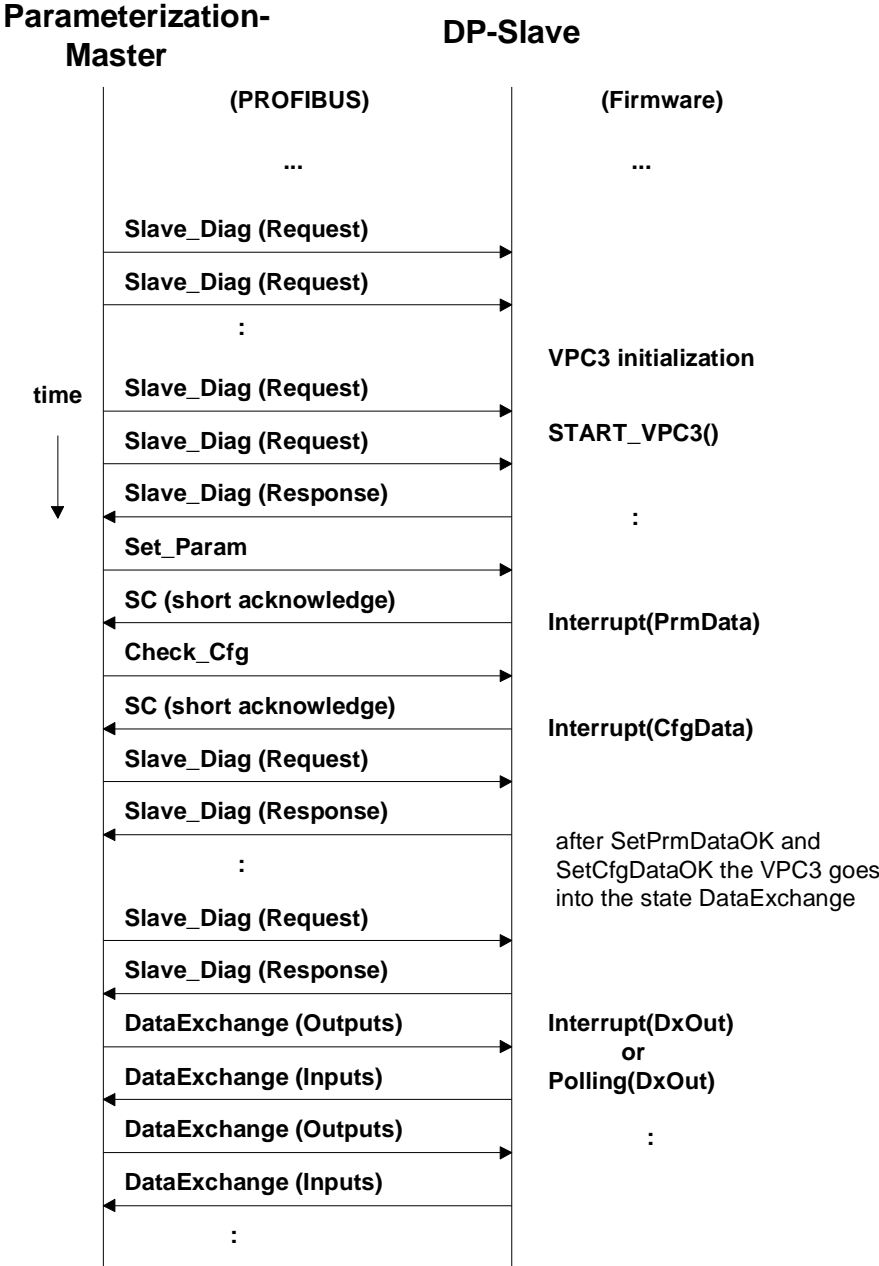 Parameterization-
Master
DP-Slave
(PROFIBUS)
(Firmware)
...
...
Slave_Diag (Request)
Slave_Diag (Request)
:
VPC3 initialization
time
Slave_Diag (Request)
START_VPC3()
Slave_Diag (Request)
Slave_Diag (Response)
:
Set_Param
SC (short acknowledge)
Interrupt(PrmData)
Check_Cfg
SC (short acknowledge)
Interrupt(CfgData)
Slave_Diag (Request)
Slave_Diag (Response)
after SetPrmDataOK and
SetCfgDataOK the VPC3 goes
into the state DataExchange
:
Slave_Diag (Request)
Slave_Diag (Response)
DataExchange (Outputs)
Interrupt(DxOut)
or
Polling(DxOut)
DataExchange (Inputs)
DataExchange (Outputs)
:
DataExchange (Inputs)
: